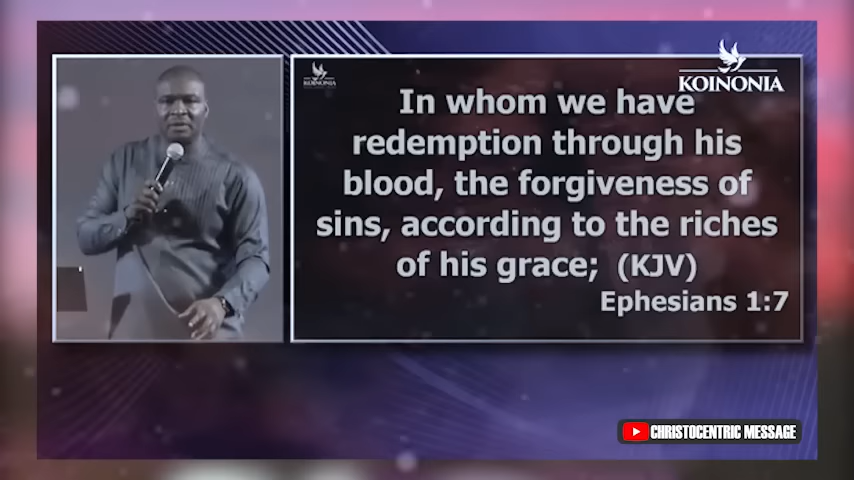 KOINONIA
KOINONIA
In whom we have
redemption through his
blood, the forgiveness of
sins, according to the riches
of his grace; (KJV)
Ephesians 1:7
CHRISTOCENTRIC MESSAGE